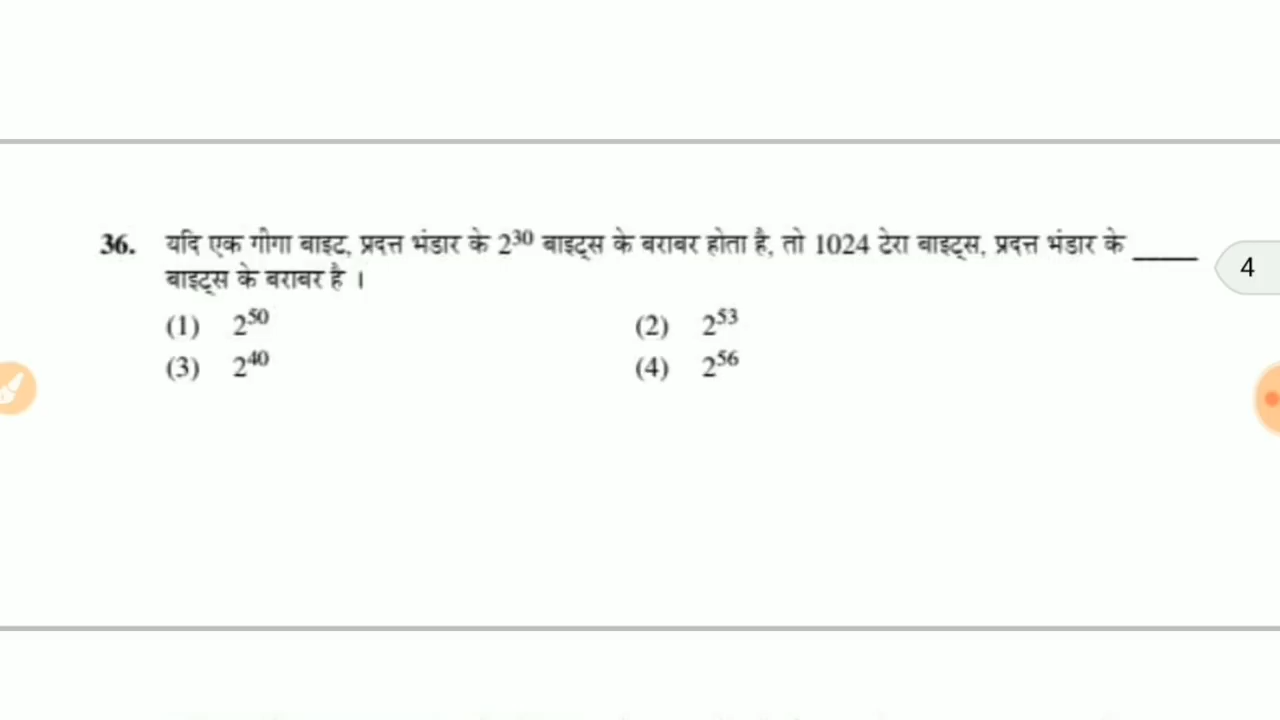 36. यदि एक गीगा बाइट, प्रदत्त भंडार के 2³⁰ बाइट्स के बराबर होता है, तो 1024 टेरा बाइट्स, प्रदत्त भंडार के _____
बाइट्स के बराबर है ।
4
(1) 2⁵⁰ (2) 2⁵³
(3) 2⁴⁰ (4) 2⁵⁶